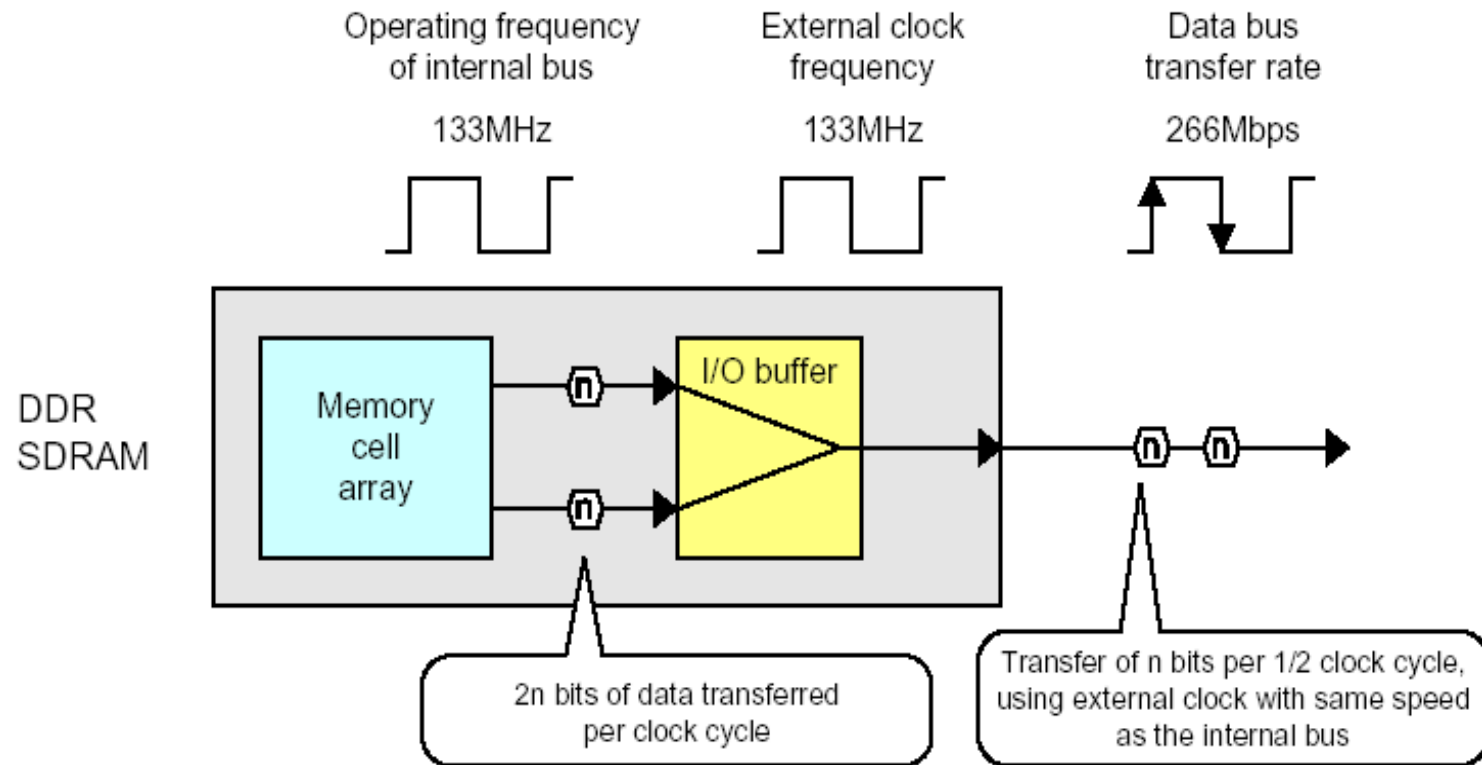 Operating frequency
of internal bus
133MHz
External clock
frequency
133MHz
Data bus
transfer rate
266Mbps
DDR
SDRAM
Memory
cell
array
n
n
I/O buffer
n n
2n bits of data transferred
per clock cycle
Transfer of n bits per 1/2 clock cycle,
using external clock with same speed
as the internal bus